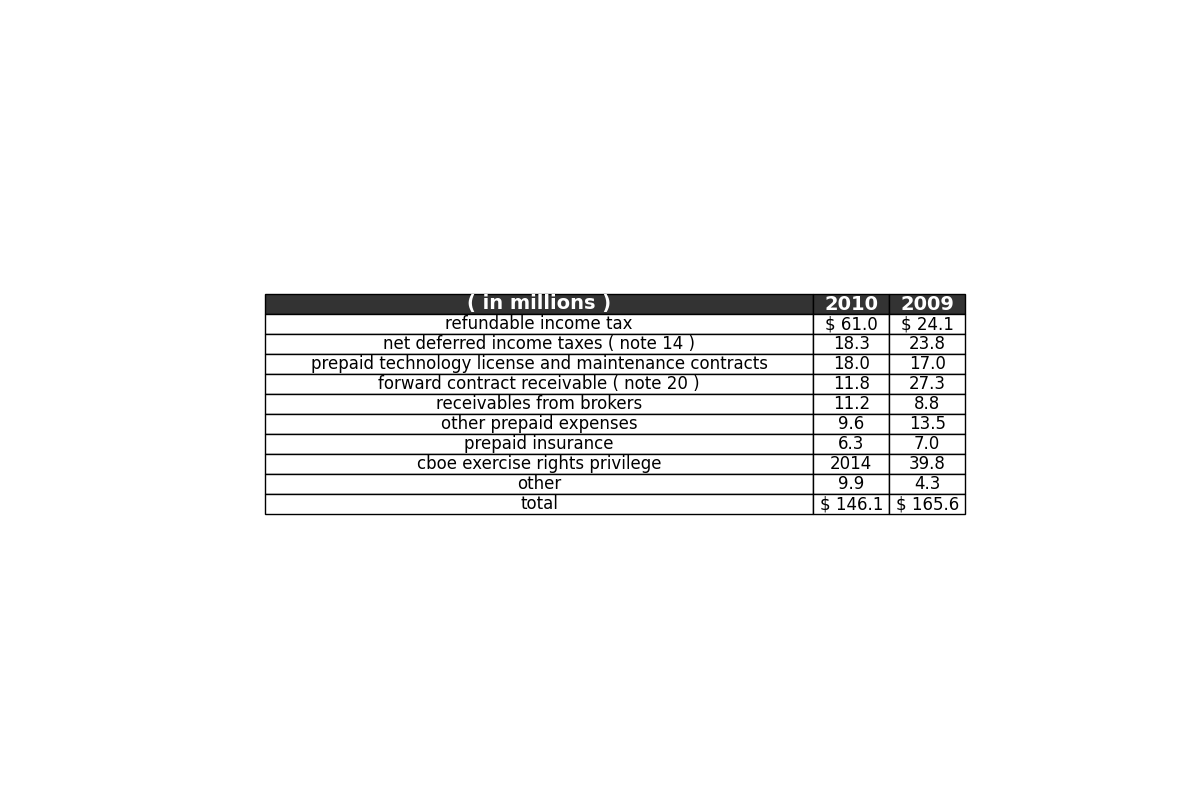 ( in millions ) 2010 2009
refundable income tax $ 61.0 $ 24.1
net deferred income taxes ( note 14 ) 18.3 23.8
prepaid technology license and maintenance contracts 18.0 17.0
forward contract receivable ( note 20 ) 11.8 27.3
receivables from brokers 11.2 8.8
other prepaid expenses 9.6 13.5
prepaid insurance 6.3 7.0
cboe exercise rights privilege 2014 39.8
other 9.9 4.3
total $ 146.1 $ 165.6